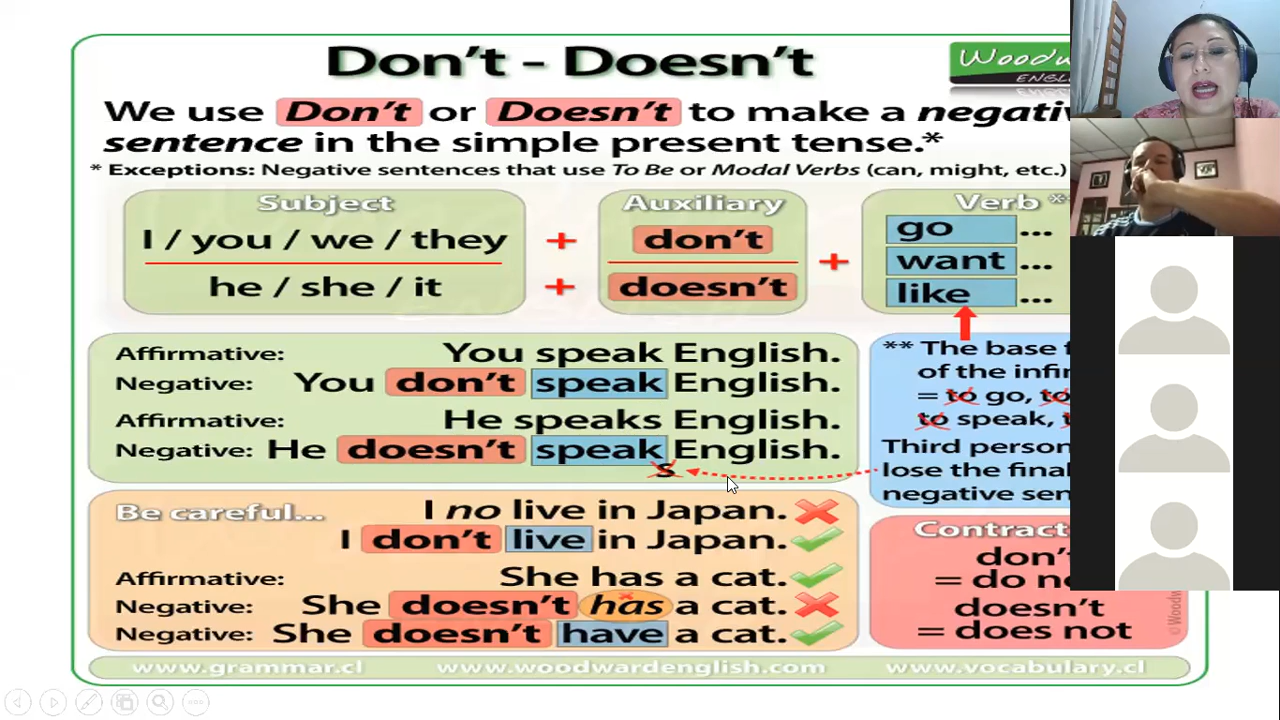 Don't - Doesn't
We use Don't or Doesn't to make a
sentence in the simple present tense.*
* Exceptions: Negative sentences that use To Be or Modal Verbs (can, might, etc.)
Subject
Auxiliary
Verb **
I / you / we / they + don't
he / she / it + doesn't
+
go ...
want ...
like ...
Affirmative: You speak English.
Negative: You don't speak English.
Affirmative: He speaks English.
Negative: He doesn't speak English.
s
** The base
of the
= to go, to
to speak,
Third person
lose the final
negative
Be careful... I no live in Japan.
I don't live in Japan.
Affirmative: She has a cat.
Negative: She doesn't has a cat.
Negative: She doesn't have a cat.
don't
= do
doesn't
= does not
www.grammar.cl www.woodwardenglish.com www.vocabulary.cl